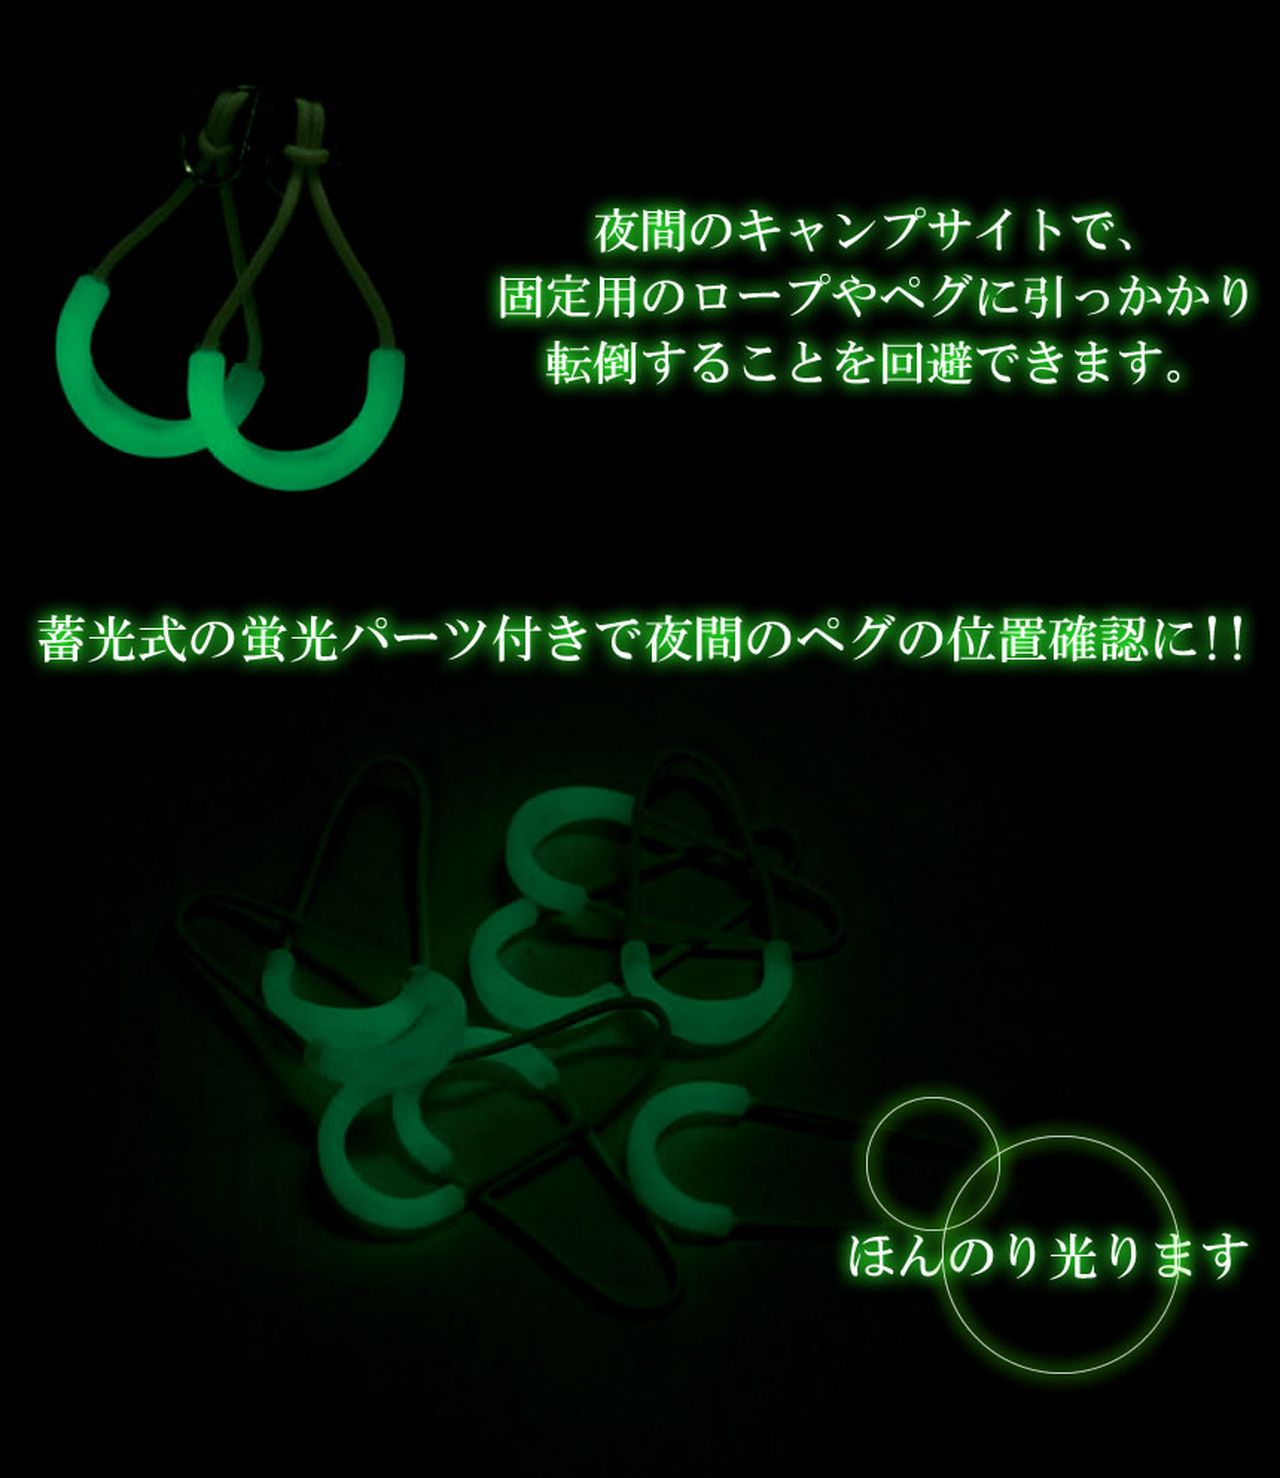 夜間のキャンプサイトで、
固定用のロープやペグに引っかかり
転倒することを回避できます。
蓄光式の蛍光パーツ付きで夜間のペグの位置確認に!!
ほんのり光ります